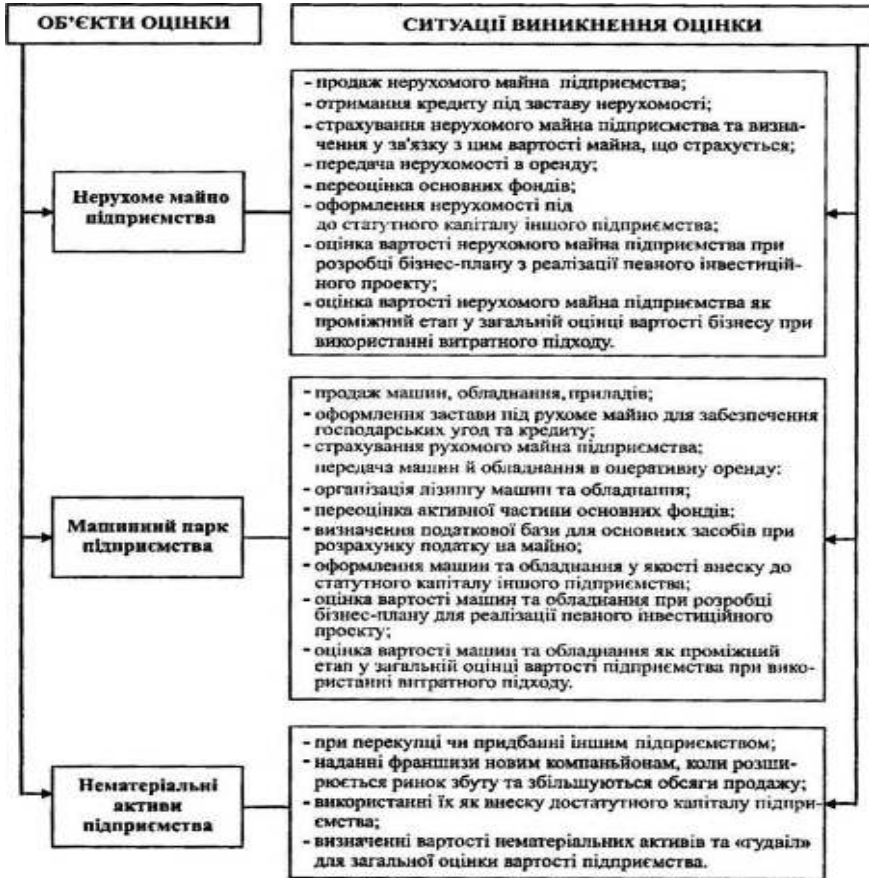 ОБ’ЄКТИ ОЦІНКИ
СИТУАЦІЇ ВИНИКНЕННЯ ОЦІНКИ
Нерухоме майно
підприємства
- продаж нерухомого майна підприємства;
- отримання кредиту під заставу нерухомості;
- страхування нерухомого майна підприємства та визна-
чення у зв'язку з цим вартості майна, що страхується;
- передача нерухомості в оренду;
- переоцінка основних фондів;
- оформлення нерухомості під
до статутного капіталу іншого підприємства;
- оцінка вартості нерухомого майна підприємства при
розробці бізнес-плану з реалізації певного інвестицій-
ного проекту;
- оцінка вартості нерухомого майна підприємства як
проміжний етап у загальній оцінці вартості бізнесу при
використанні витратного підходу.
Машинний парк
підприємства
- продаж машин, обладнання, приладів;
- оформлення застави під рухоме майно для забезпечення
господарських угод та кредиту;
- страхування рухомого майна підприємства;
передача машин й обладнання в оперативну оренду;
- організація лізингу машин та обладнання;
- переоцінка активної частини основних фондів;
- визначення податкової бази для основних засобів при
розрахунку податку на майно;
- оформлення машин та обладнання у якості внеску до
статутного капіталу іншого підприємства;
- оцінка вартості машин та обладнання при розробці
бізнес-плану для реалізації певного інвестиційного
проекту;
- оцінка вартості машин та обладнання як проміжний
етап у загальній оцінці вартості підприємства при вико-
ристанні витратного підходу.
Нематеріальні
активи
підприємства
- при перекупці чи придбанні іншим підприємством;
- наданні франшизи новим компаньйонам, коли розши-
рюється ринок збуту та збільшуються обсяги продажу;
- використанні їх як внеску достатутного капіталу підпри-
ємства;
- визначенні вартості нематеріальних активів та «гудвіл»
для загальної оцінки вартості підприємства.